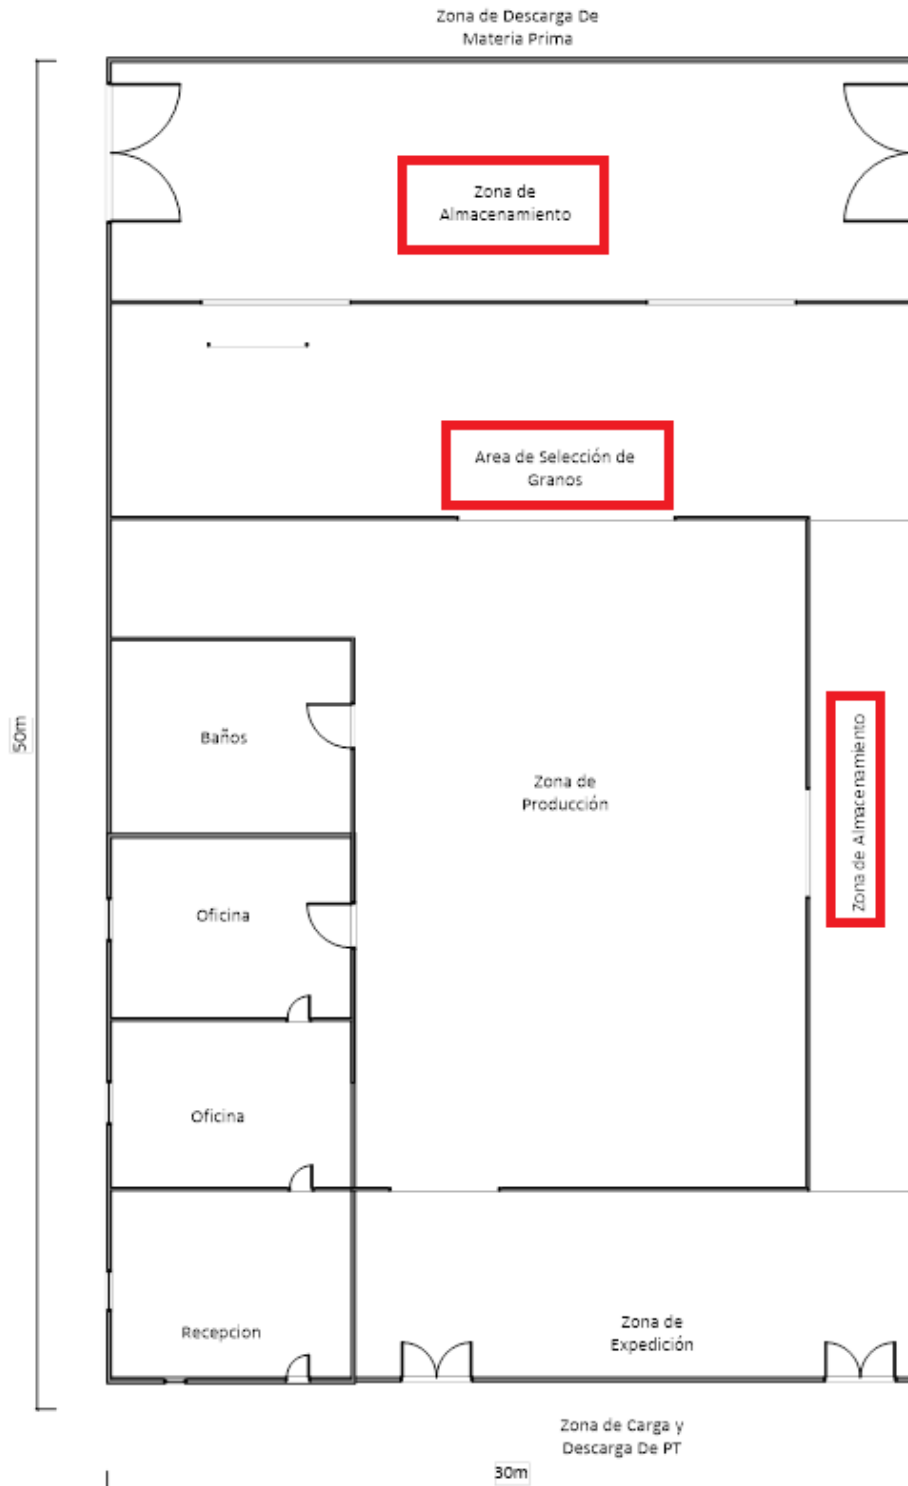 Zona de Descarga De
Materia Prima
Zona de
Almacenamiento
Area de Selección de
Granos
50m
Baños
Zona de
Producción
Zona de Almacenamiento
Oficina
Oficina
Recepcion
Zona de
Expedición
Zona de Carga y
Descarga De PT
30m